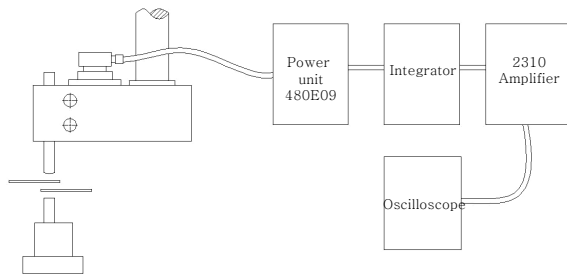 Power
unit
480E09
Integrator
2310
Amplifier
Oscilloscope